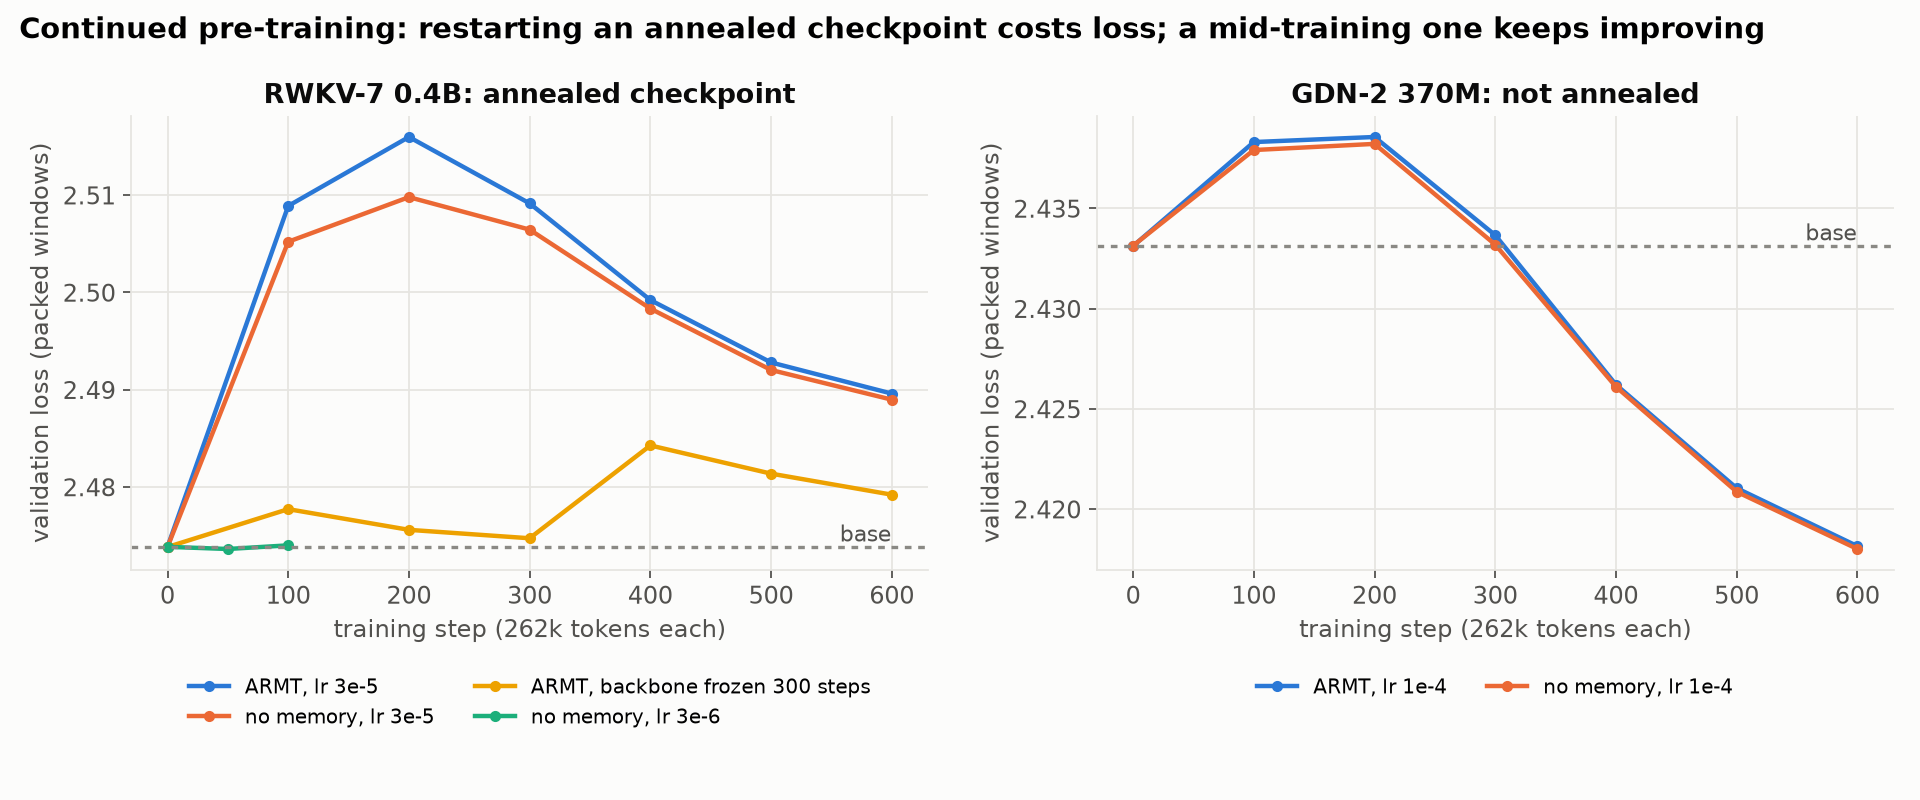 Continued pre-training: restarting an annealed checkpoint costs loss; a mid-training one keeps improving
RWKV-7 0.4B: annealed checkpoint
validation loss (packed windows)
2.51
2.50
2.49
2.48
base
0 100 200 300 400 500 600
training step (262k tokens each)
ARMT, lr 3e-5
no memory, lr 3e-5
ARMT, backbone frozen 300 steps
no memory, lr 3e-6
GDN-2 370M: not annealed
validation loss (packed windows)
2.435
2.430
2.425
2.420
base
0 100 200 300 400 500 600
training step (262k tokens each)
ARMT, lr 1e-4
no memory, lr 1e-4